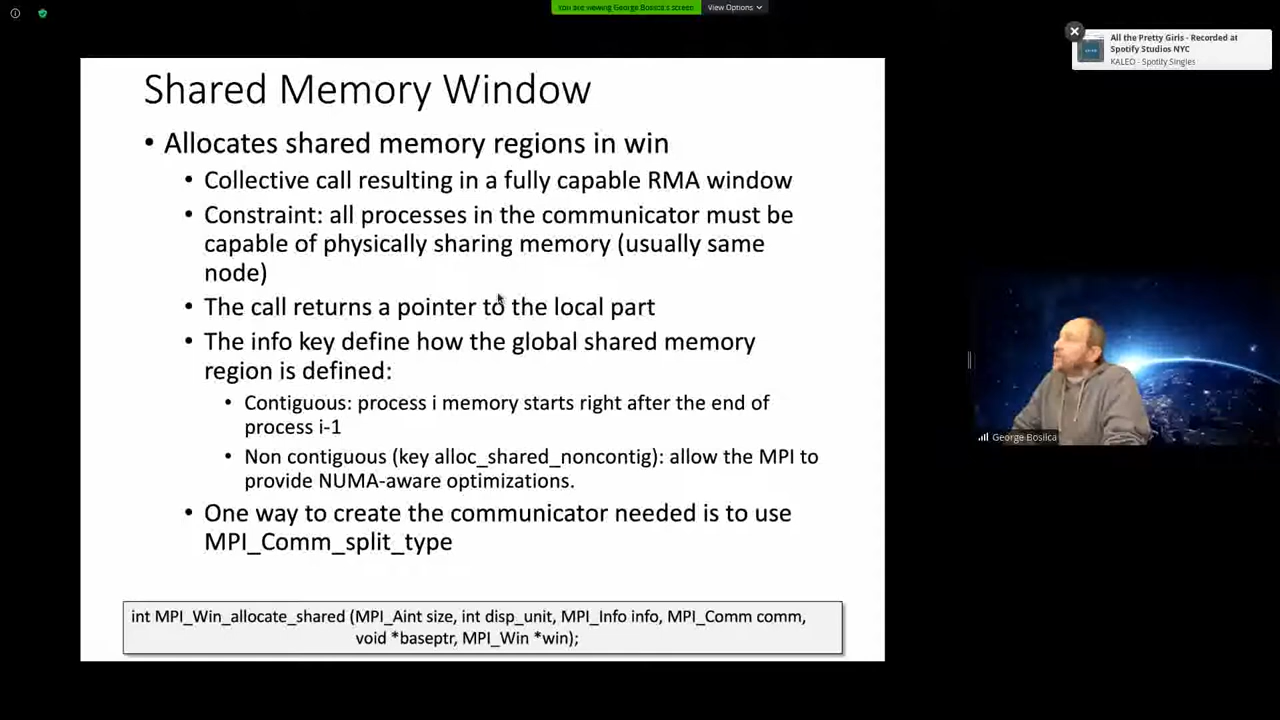 You are viewing George Bosilca's screen
View Options
All the Pretty Girls - Recorded at
Spotify Studios NYC
KALEO - Spotify Singles
Shared Memory Window
• Allocates shared memory regions in win
• Collective call resulting in a fully capable RMA window
• Constraint: all processes in the communicator must be
capable of physically sharing memory (usually same
node)
• The call returns a pointer to the local part
• The info key define how the global shared memory
region is defined:
• Contiguous: process i memory starts right after the end of
process i-1
• Non contiguous (key alloc_shared_noncontig): allow the MPI to
provide NUMA-aware optimizations.
• One way to create the communicator needed is to use
MPI_Comm_split_type
int MPI_Win_allocate_shared (MPI_Aint size, int disp_unit, MPI_Info info, MPI_Comm comm,
void *baseptr, MPI_Win *win);
George Bosilca